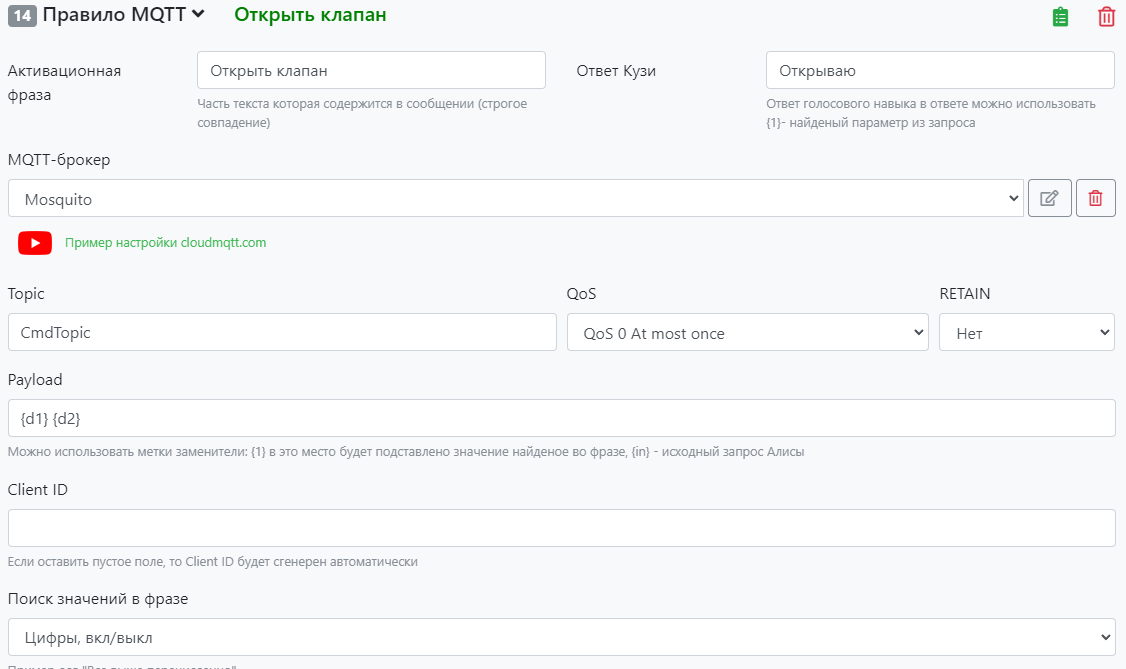 14 Правило MQTT Открыть клапан
Активационная фраза
Открыть клапан
Часть текста которая содержится в сообщении (строгое
совпадение)
Ответ Кузи
Открываю
Ответ голосового навыка в ответе можно использовать
{1}- найденый параметр из запроса
MQTT-брокер
Mosquito
Пример настройки cloudmqtt.com
Topic
CmdTopic
QoS
QoS 0 At most once
RETAIN
Нет
Payload
{d1} {d2}
Можно использовать метки заменители: {1} в это место будет подставлено значение найденое во фразе, {in} - исходный запрос Алисы
Client ID
Если оставить пустое поле, то Client ID будет сгенерен автоматически
Поиск значений в фразе
Цифры, вкл/выкл